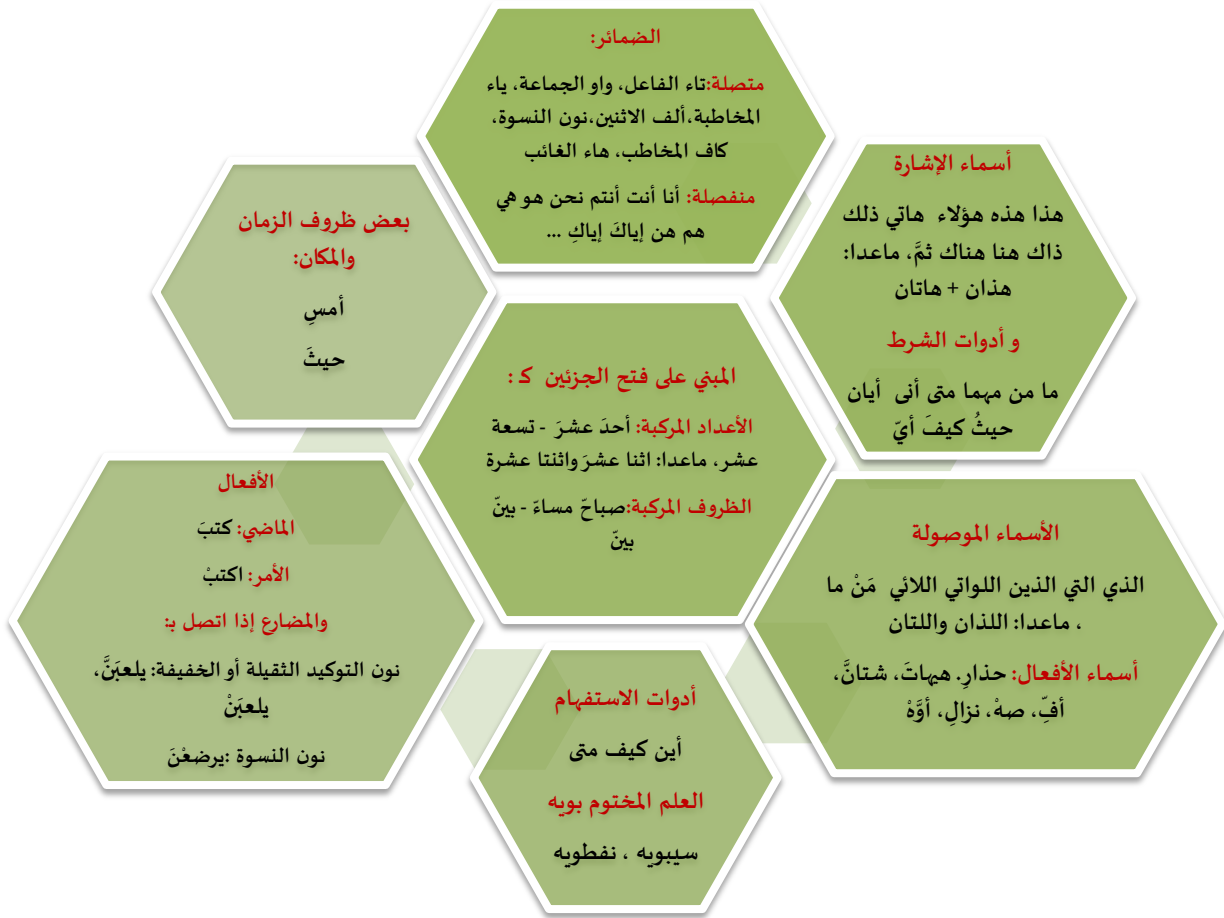 الضمائر:
متصلة:تاء الفاعل، واو الجماعة، ياء
المخاطبة،ألف الاثنين،نون النسوة،
كاف المخاطب، هاء الغائب
منفصلة: أنا أنت أنتم نحن هو هي
هم هن إياكَ إياكِ ...
أسماء الإشارة
هذا هذه هؤلاء هاتي ذلك
ذاك هنا هناك ثمَّ، ماعدا:
هذان + هاتان
و أدوات الشرط
ما من مهما متى أنى أيان
حيثُ كيفَ أيّ
بعض ظروف الزمان
والمكان:
أمسِ
حيثَ
المبني على فتح الجزئين كـ :
الأعداد المركبة: أحدَ عشرَ - تسعة
عشر، ماعدا: اثنا عشرَ واثنتا عشرة
الظروف المركبة:صباحّ مساءّ - بينّ
بينّ
الأسماء الموصولة
الذي التي الذين اللواتي اللائي مَنْ ما
، ماعدا: اللذان واللتان
أسماء الأفعال: حذارِ. هيهاتَ، شتانَّ،
أفّ، صهْ، نزالِ، أوَّهْ
الأفعال
الماضي: كتبَ
الأمر: اكتبْ
والمضارع إذا اتصل بـ:
نون التوكيد الثقيلة أو الخفيفة: يلعبَنَّ،
يلعبَنْ
نون النسوة :يرضعْنَ
أدوات الاستفهام
أين كيف متى
العلم المختوم بويه
سيبويه ، نفطويه